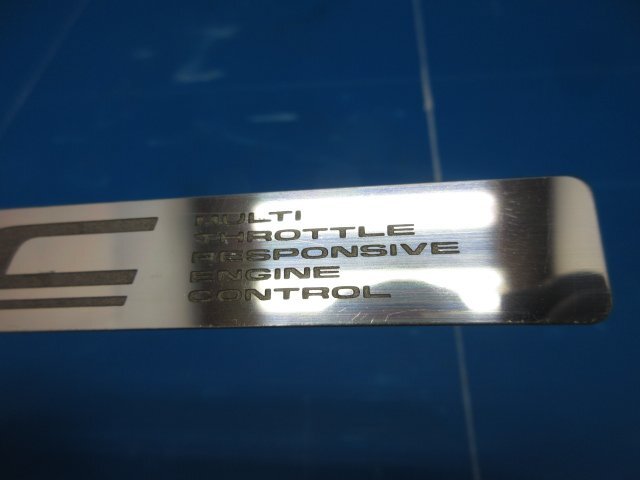 MULTI
THROTTLE
RESPONSIVE
ENGINE
CONTROL